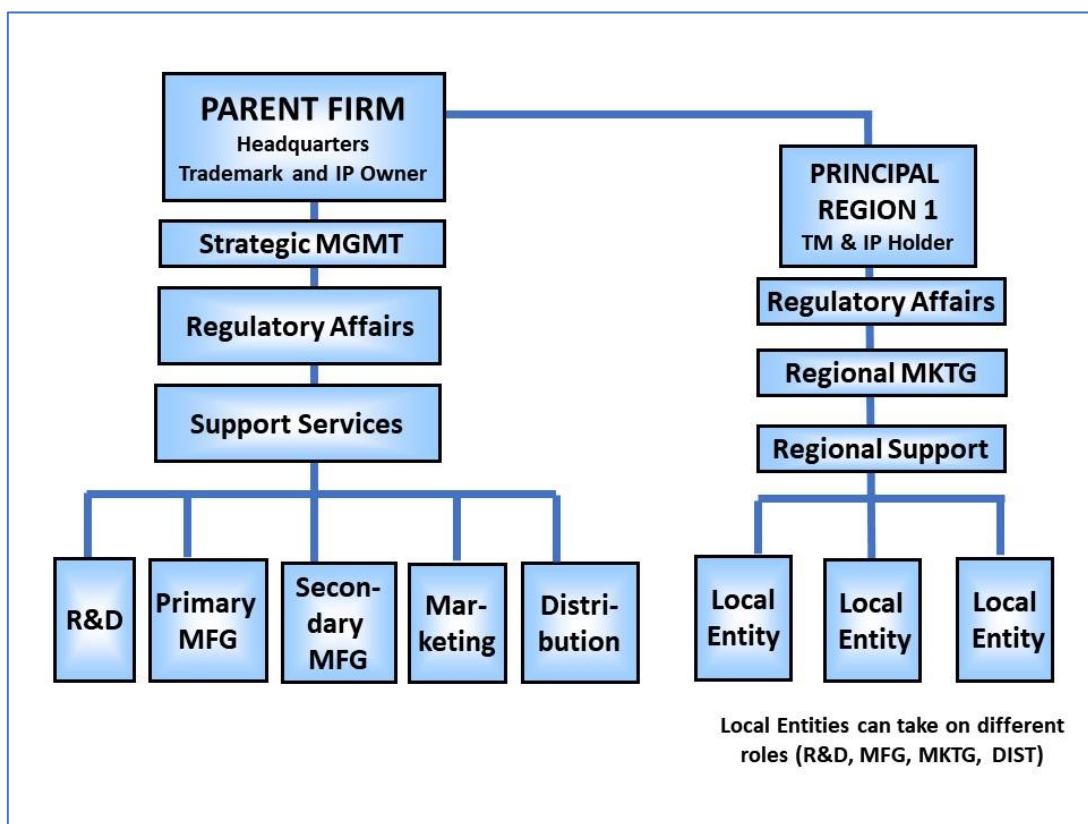 PARENT FIRM
Headquarters
Trademark and IP Owner
Strategic MGMT
Regulatory Affairs
Support Services
R&D
Primary
MFG
Secon-
dary
MFG
Mar-
keting
Distri-
bution
PRINCIPAL
REGION 1
TM & IP Holder
Regulatory Affairs
Regional MKTG
Regional Support
Local
Entity
Local
Entity
Local
Entity
Local Entities can take on different
roles (R&D, MFG, MKTG, DIST)